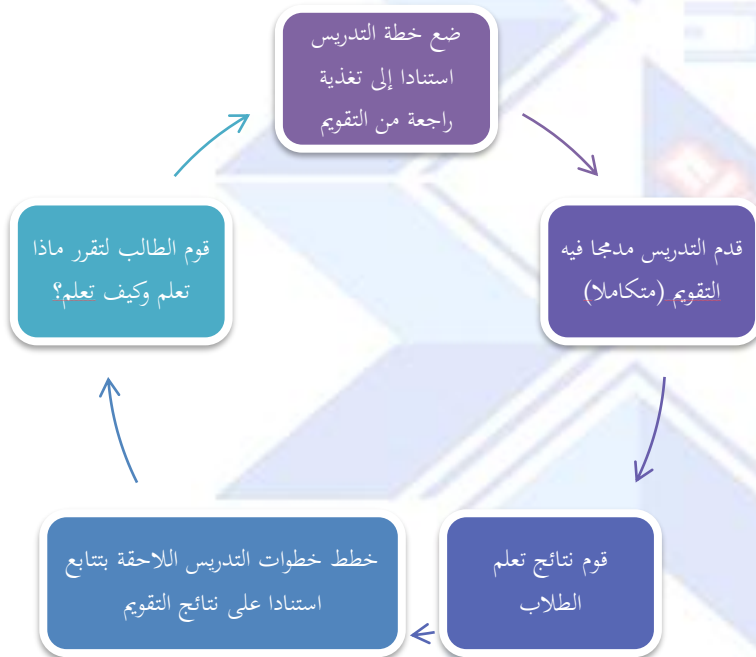 ضع خطة التدريس
استنادا إلى تغذية
راجعة من التقويم
قدم التدريس مدمجا فيه
التقويم (متكاملا)
قوم نتائج تعلم
الطلاب
خطط خطوات التدريس اللاحقة بتتابع
استنادا على نتائج التقويم
قوم الطالب لتقرر ماذا
تعلم وكيف تعلم؟